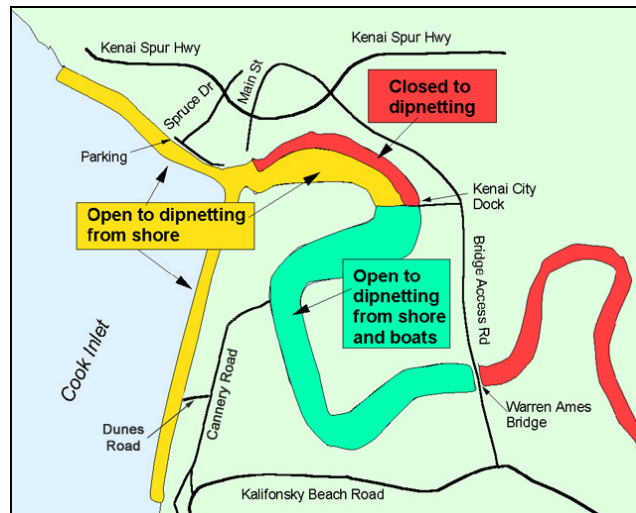 Kenai Spur Hwy
Kenai Spur Hwy
Spruce Dr
Main St
Closed to
dipnetting
Parking
Kenai City
Dock
Open to dipnetting
from shore
Bridge Access Rd
Open to
dipnetting
from shore
and boats
Cook Inlet
Cannery Road
Dunes
Road
Warren Ames
Bridge
Kalifonsky Beach Road